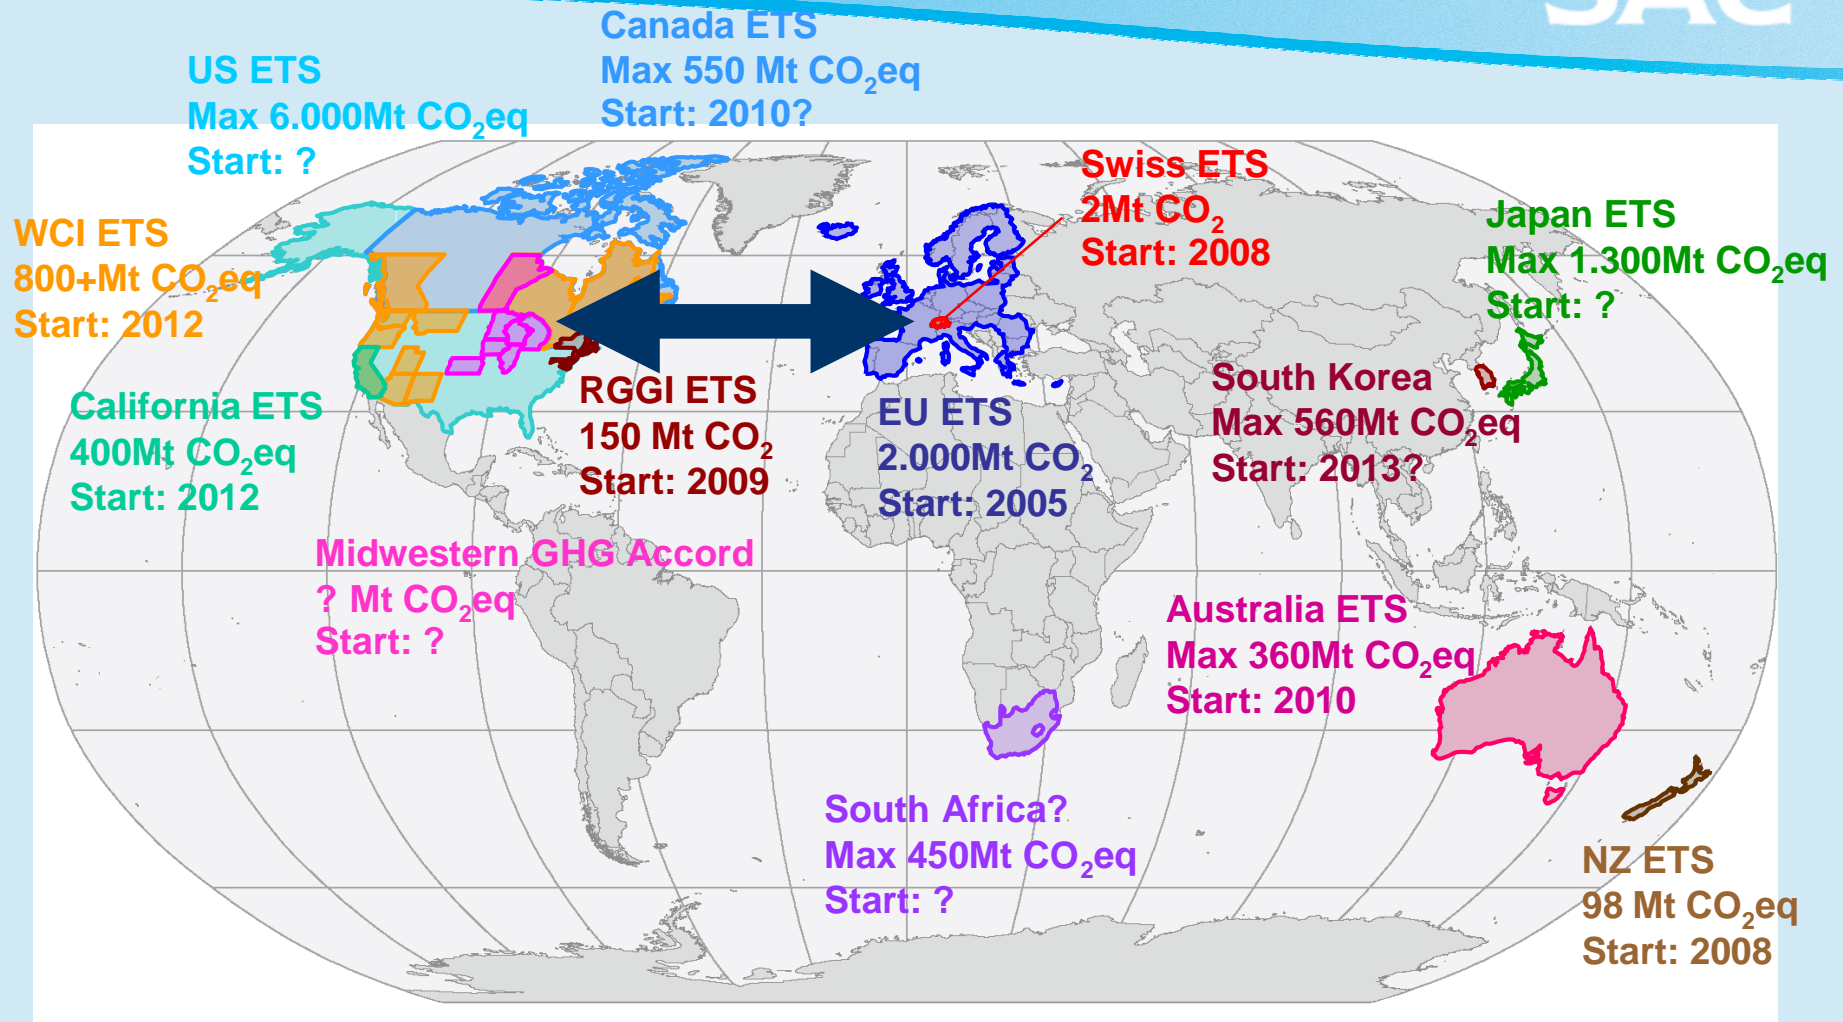 SAC
Canada ETS
Max 550 Mt CO₂eq
Start: 2010?
US ETS
Max 6.000Mt CO₂eq
Start: ?
Swiss ETS
2Mt CO₂
Start: 2008
WCI ETS
800+Mt CO₂eq
Start: 2012
Japan ETS
Max 1.300Mt CO₂eq
Start: ?
California ETS
400Mt CO₂eq
Start: 2012
RGGI ETS
150 Mt CO₂
Start: 2009
EU ETS
2.000Mt CO₂
Start: 2005
South Korea
Max 560Mt CO₂eq
Start: 2013?
Midwestern GHG Accord
? Mt CO₂eq
Start: ?
Australia ETS
Max 360Mt CO₂eq
Start: 2010
South Africa?
Max 450Mt CO₂eq
Start: ?
NZ ETS
98 Mt CO₂eq
Start: 2008